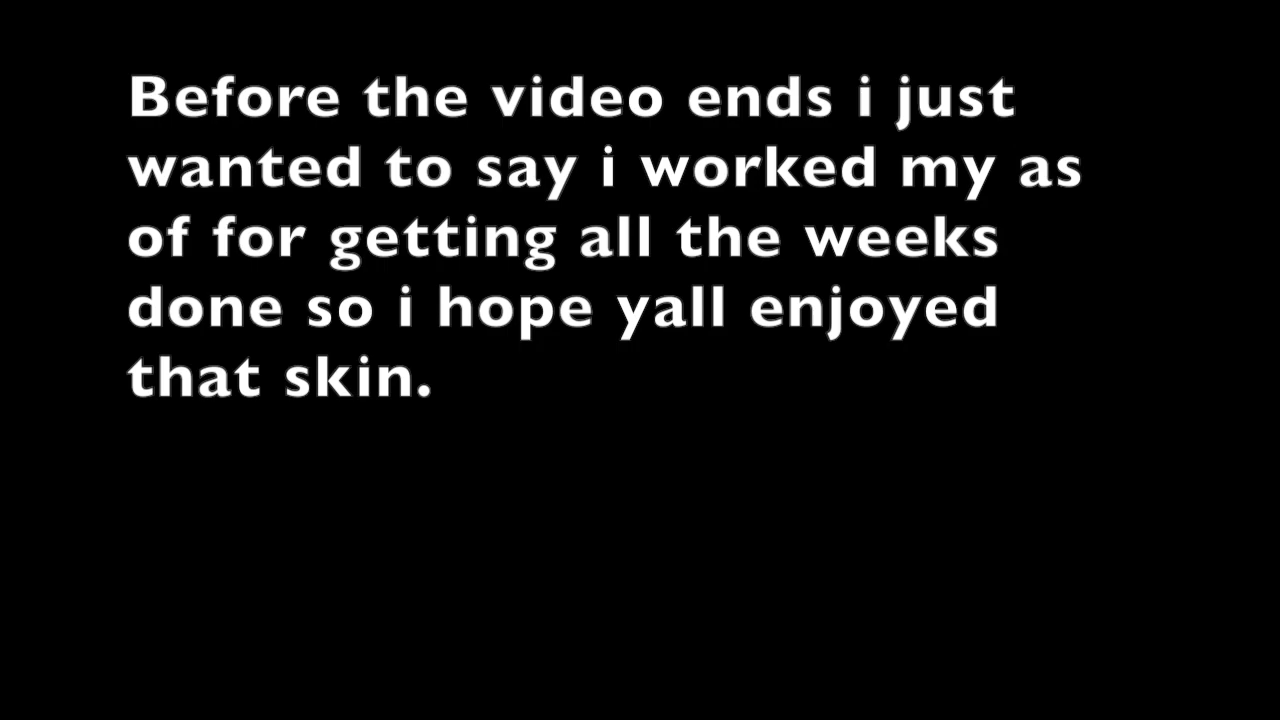 Before the video ends i just
wanted to say i worked my as
of for getting all the weeks
done so i hope yall enjoyed
that skin.